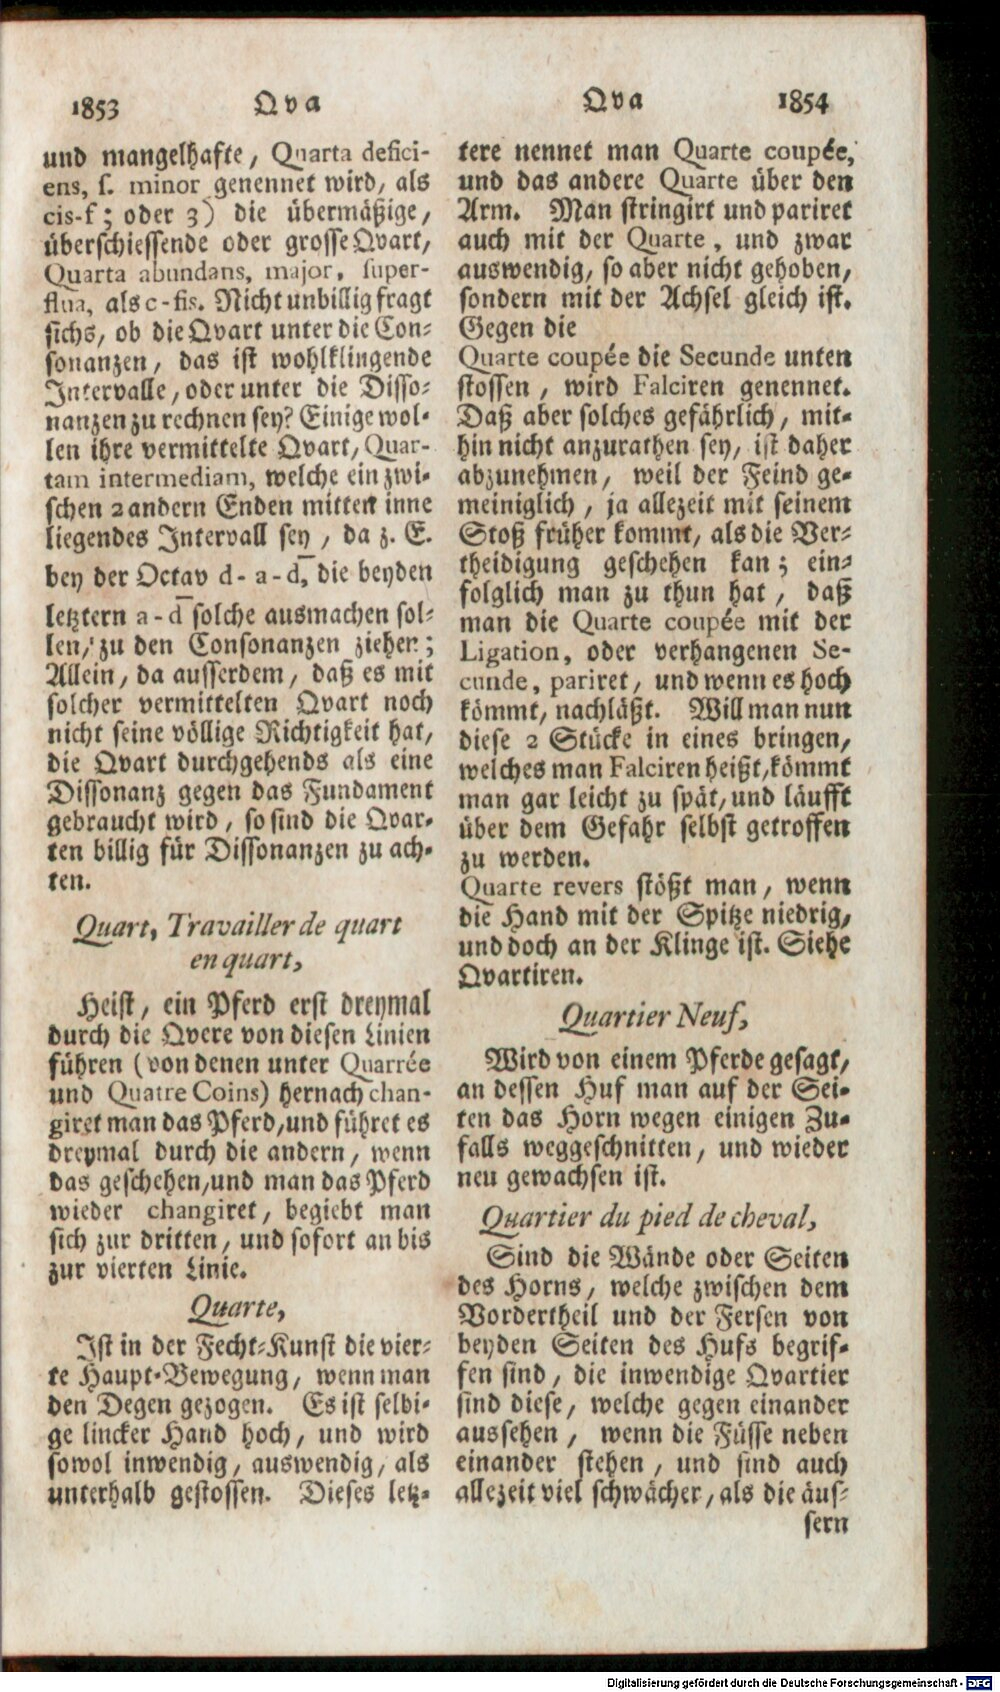 1853 Qva
und mangelhafte, Quarta defici-
ens, s. minor genennet wird, als
cis-f; oder 3) die übermäßige,
überschiessende oder grosse Qvart,
Quarta abundans, major, super-
flua, als c-fis. Nicht unbillig fragt
sichs, ob die Qvart unter die Con-
sonanzen, das ist wohlklingende
Intervalle, oder unter die Disso-
nanzen zu rechnen sey? Einige wol-
len ihre vermittelte Qvart, Quar-
tam intermediam, welche ein zwi-
schen 2 andern Enden mitten inne
liegendes Intervall sey, da z. E.
bey der Octav d-a-d̅, die beyden
letztern a-d̅ solche ausmachen sol-
len, zu den Consonanzen ziehen;
Allein, da ausserdem, daß es mit
solcher vermittelten Qvart noch
nicht seine völlige Richtigkeit hat,
die Qvart durchgehends als eine
Dissonanz gegen das Fundament
gebraucht wird, so sind die Qvar-
ten billig für Dissonanzen zu ach-
ten.
Quart, Travailler de quart
en quart,
Heist, ein Pferd erst dreymal
durch die Qvere von diesen Linien
führen (von denen unter Quarrée
und Quatre Coins) hernach chan-
giret man das Pferd, und führet es
dreymal durch die andern, wenn
das geschehen, und man das Pferd
wieder changiret, begiebt man
sich zur dritten, und sofort an bis
zur vierten Linie.
Quarte,
Ist in der Fecht-Kunst die vier-
te Haupt-Bewegung, wenn man
den Degen gezogen. Es ist selbi-
ge lincker Hand hoch, und wird
sowol inwendig, auswendig, als
unterhalb gestossen. Dieses letz-
Qva 1854
tere nennet man Quarte coupée,
und das andere Quarte über den
Arm. Man stringirt und pariret
auch mit der Quarte, und zwar
auswendig, so aber nicht gehoben,
sondern mit der Achsel gleich ist.
Gegen die
Quarte coupée die Secunde unten
stossen, wird Falciren genennet.
Daß aber solches gefährlich, mit-
hin nicht anzurathen sey, ist daher
abzunehmen, weil der Feind ge-
meiniglich, ja allezeit mit seinem
Stoß früher kommt, als die Ver-
theidigung geschehen kan; ein-
folglich man zu thun hat, daß
man die Quarte coupée mit der
Ligation, oder verhangenen Se-
cunde, pariret, und wenn es hoch
kömmt, nachläßt. Will man nun
diese 2 Stücke in eines bringen,
welches man Falciren heißt, kömmt
man gar leicht zu spät, und läufft
über dem Gefahr selbst getroffen
zu werden.
Quarte revers stößt man, wenn
die Hand mit der Spitze niedrig,
und doch an der Klinge ist. Siehe
Qvartiren.
Quartier Neuf,
Wird von einem Pferde gesagt,
an dessen Huf man auf der Sei-
ten das Horn wegen einigen Zu-
falls weggeschnitten, und wieder
neu gewachsen ist.
Quartier du pied de cheval,
Sind die Wände oder Seiten
des Horns, welche zwischen dem
Vordertheil und der Fersen von
beyden Seiten des Hufs begrif-
fen sind, die inwendige Qvartier
sind diese, welche gegen einander
aussehen, wenn die Füsse neben
einander stehen, und sind auch
allezeit viel schwächer, als die äus-
sern
Digitalisierung gefördert durch die Deutsche Forschungsgemeinschaft - DFG